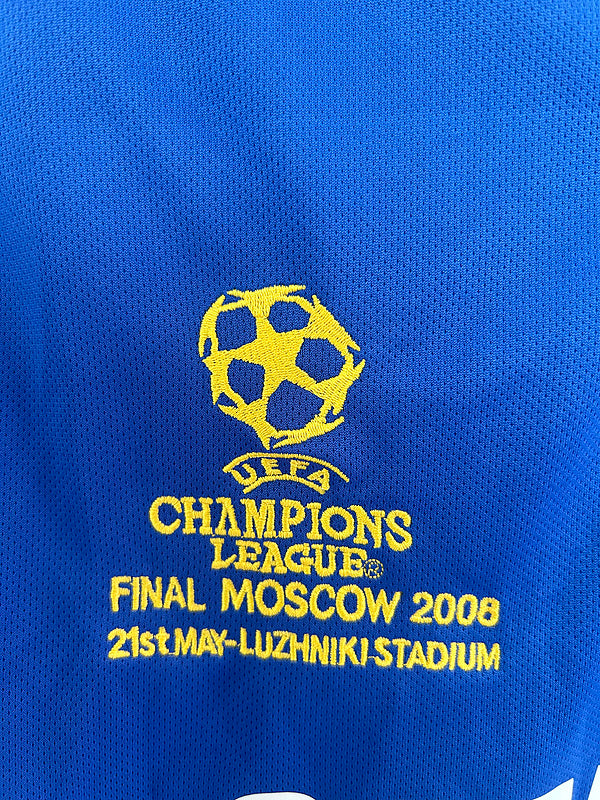 UEFA
CHAMPIONS
LEAGUE®
FINAL MOSCOW 2008
21st.MAY-LUZHNIKI-STADIUM